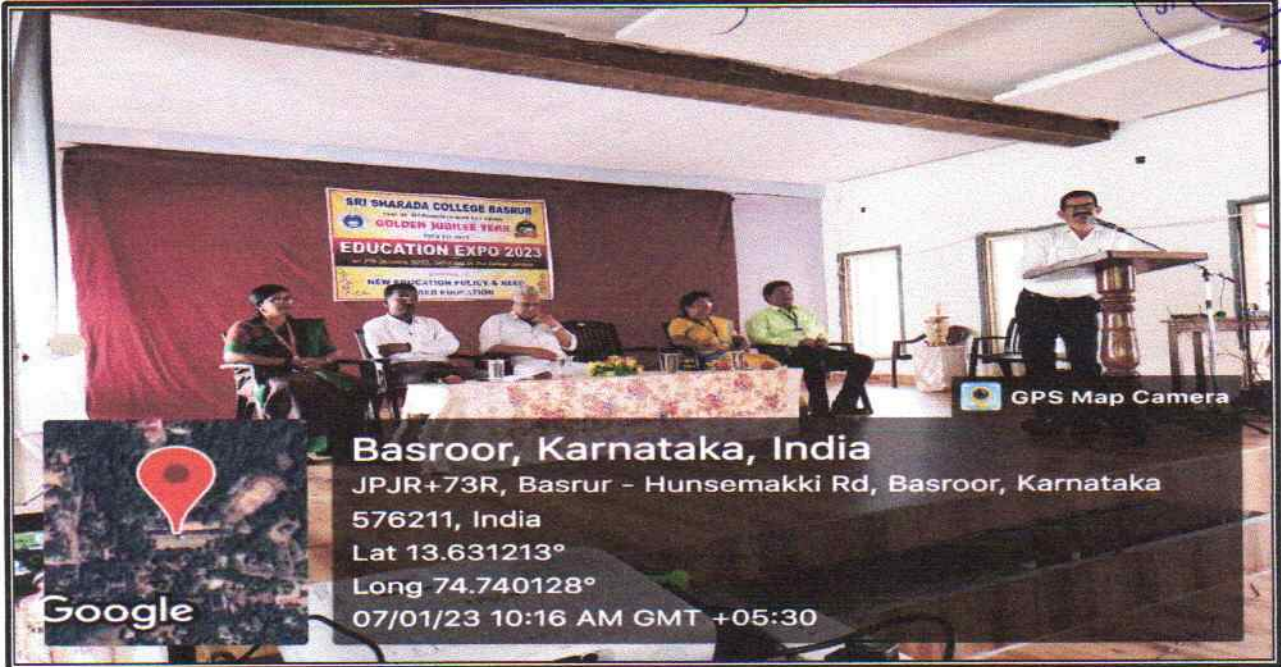 SRI SHARADA COLLEGE BASRUR
GOLDEN JUBILEE YEAR
EDUCATION EXPO 2023
NEW EDUCATION POLICY &
EDUCATION
GPS Map Camera
Basroor, Karnataka, India
JPJR+73R, Basrur - Hunsemakki Rd, Basroor, Karnataka
576211, India
Lat 13.631213°
Long 74.740128°
07/01/23 10:16 AM GMT +05:30
Google